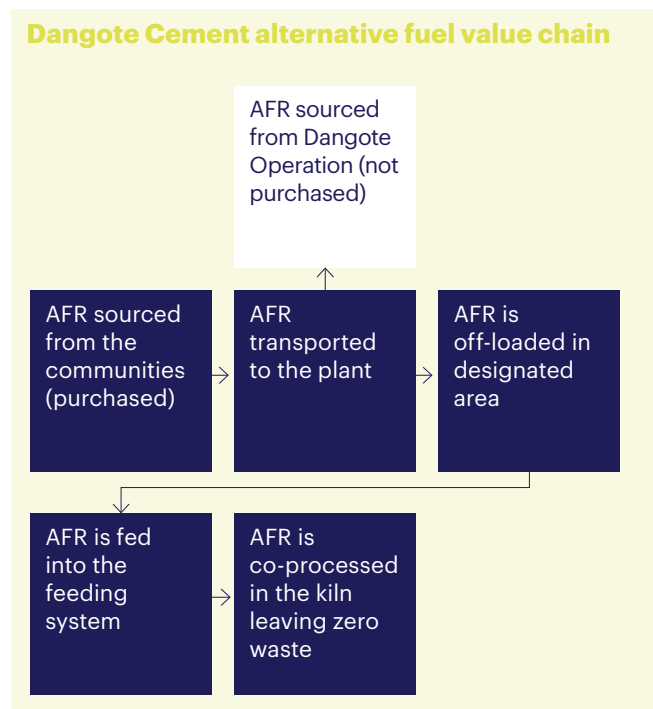 Dangote Cement alternative fuel value chain
AFR sourced
from Dangote
Operation (not
purchased)
AFR sourced
from the
communities
(purchased)
AFR
transported
to the plant
AFR is
off-loaded in
designated
area
AFR is fed
into the
feeding
system
AFR is
co-processed
in the kiln
leaving zero
waste